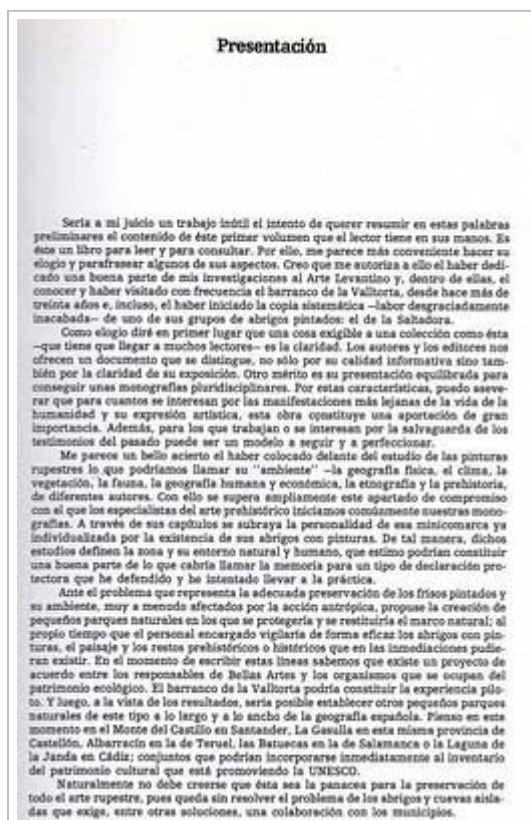 Presentación
Sería a mi juicio un trabajo inútil el intento de querer resumir en estas palabras
preliminares el contenido de éste primer volumen que el lector tiene en sus manos. Es
éste un libro para leer y para consultar. Por ello, me parece más conveniente hacer su
elogio y parafrasear algunos de sus aspectos. Creo que me autoriza a ello el haber dedi-
cado una buena parte de mis investigaciones al Arte Levantino y, dentro de ellas, el
conocer y haber visitado con frecuencia el barranco de la Valltorta, desde hace más de
treinta años e, incluso, el haber iniciado la copia sistemática —labor desgraciadamente
inacabada— de uno de sus grupos de abrigos pintados: el de la Saltadora.
Como elogio diré en primer lugar que una cosa exigible a una colección como ésta
—que tiene que llegar a muchos lectores— es la claridad. Los autores y los editores nos
ofrecen un documento que se distingue, no sólo por su calidad informativa sino tam-
bién por la claridad de su exposición. Otro mérito es su presentación equilibrada para
conseguir unas monografías pluridisciplinares. Por estas características, puedo aseve-
rar que para cuantos se interesan por las manifestaciones más lejanas de la vida de la
humanidad y su expresión artística, esta obra constituye una aportación de gran
importancia. Además, para los que trabajan o se interesan por la salvaguarda de los
testimonios del pasado puede ser un modelo a seguir y a perfeccionar.
Me parece un bello acierto el haber colocado delante del estudio de las pinturas
rupestres lo que podríamos llamar su "ambiente" —la geografía física, el clima, la
vegetación, la fauna, la geografía humana y económica, la etnografía y la prehistoria,
de diferentes autores. Con ello se supera ampliamente este apartado de compromiso
con el que los especialistas del arte prehistórico iniciamos comúnmente nuestras mono-
grafías. A través de sus capítulos se subraya la personalidad de esa minicomarca ya
individualizada por la existencia de sus abrigos con pinturas. De tal manera, dichos
estudios definen la zona y su entorno natural y humano, que estimo podrían constituir
una buena parte de lo que cabría llamar la memoria para un tipo de declaración pro-
tectora que he defendido y he intentado llevar a la práctica.
Ante el problema que representa la adecuada preservación de los frisos pintados y
su ambiente, muy a menudo afectados por la acción antrópica, propuse la creación de
pequeños parques naturales en los que se protegería y se restituiría el marco natural; al
propio tiempo que el personal encargado vigilaría de forma eficaz los abrigos con pin-
turas, el paisaje y los restos prehistóricos o históricos que en las inmediaciones pudie-
ran existir. En el momento de escribir estas líneas sabemos que existe un proyecto de
acuerdo entre los responsables de Bellas Artes y los organismos que se ocupan del
patrimonio ecológico. El barranco de la Valltorta podría constituir la experiencia pilo-
to. Y luego, a la vista de los resultados, sería posible establecer otros pequeños parques
naturales de este tipo a lo largo y a lo ancho de la geografía española. Pienso en este
momento en el Monte del Castillo en Santander, La Gasulla en esta misma provincia de
Castellón, Albarracín en la de Teruel, las Batuecas en la de Salamanca o la Laguna de
la Janda en Cádiz; conjuntos que podrían incorporarse inmediatamente al inventario
del patrimonio cultural que está promoviendo la UNESCO.
Naturalmente no debe creerse que ésta sea la panacea para la preservación de
todo el arte rupestre, pues queda sin resolver el problema de los abrigos y cuevas aisla-
das que exige, entre otras soluciones, una colaboración con los municipios.